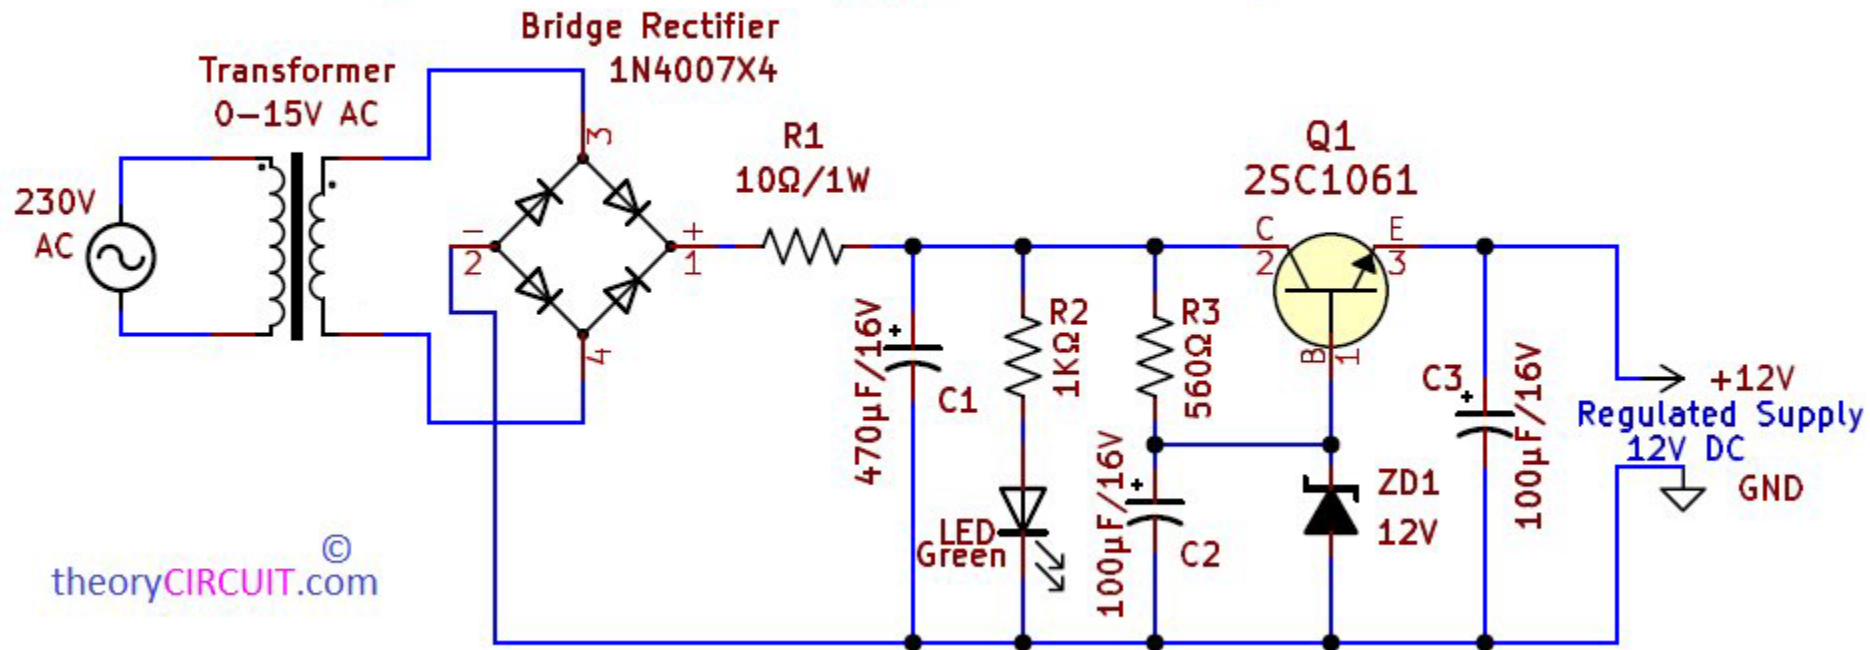 Bridge Rectifier
1N4007X4
Transformer
0-15V AC
230V
AC
3
-
2
+
1
4
R1
10Ω/1W
Q1
2SC1061
C
2
E
3
B
1
470µF/16V
+
C1
R2
1KΩ
LED
Green
R3
560Ω
100µF/16V
+
C2
ZD1
12V
C3
+
100µF/16V
+12V
Regulated Supply
12V DC
GND
©
theoryCIRCUIT.com